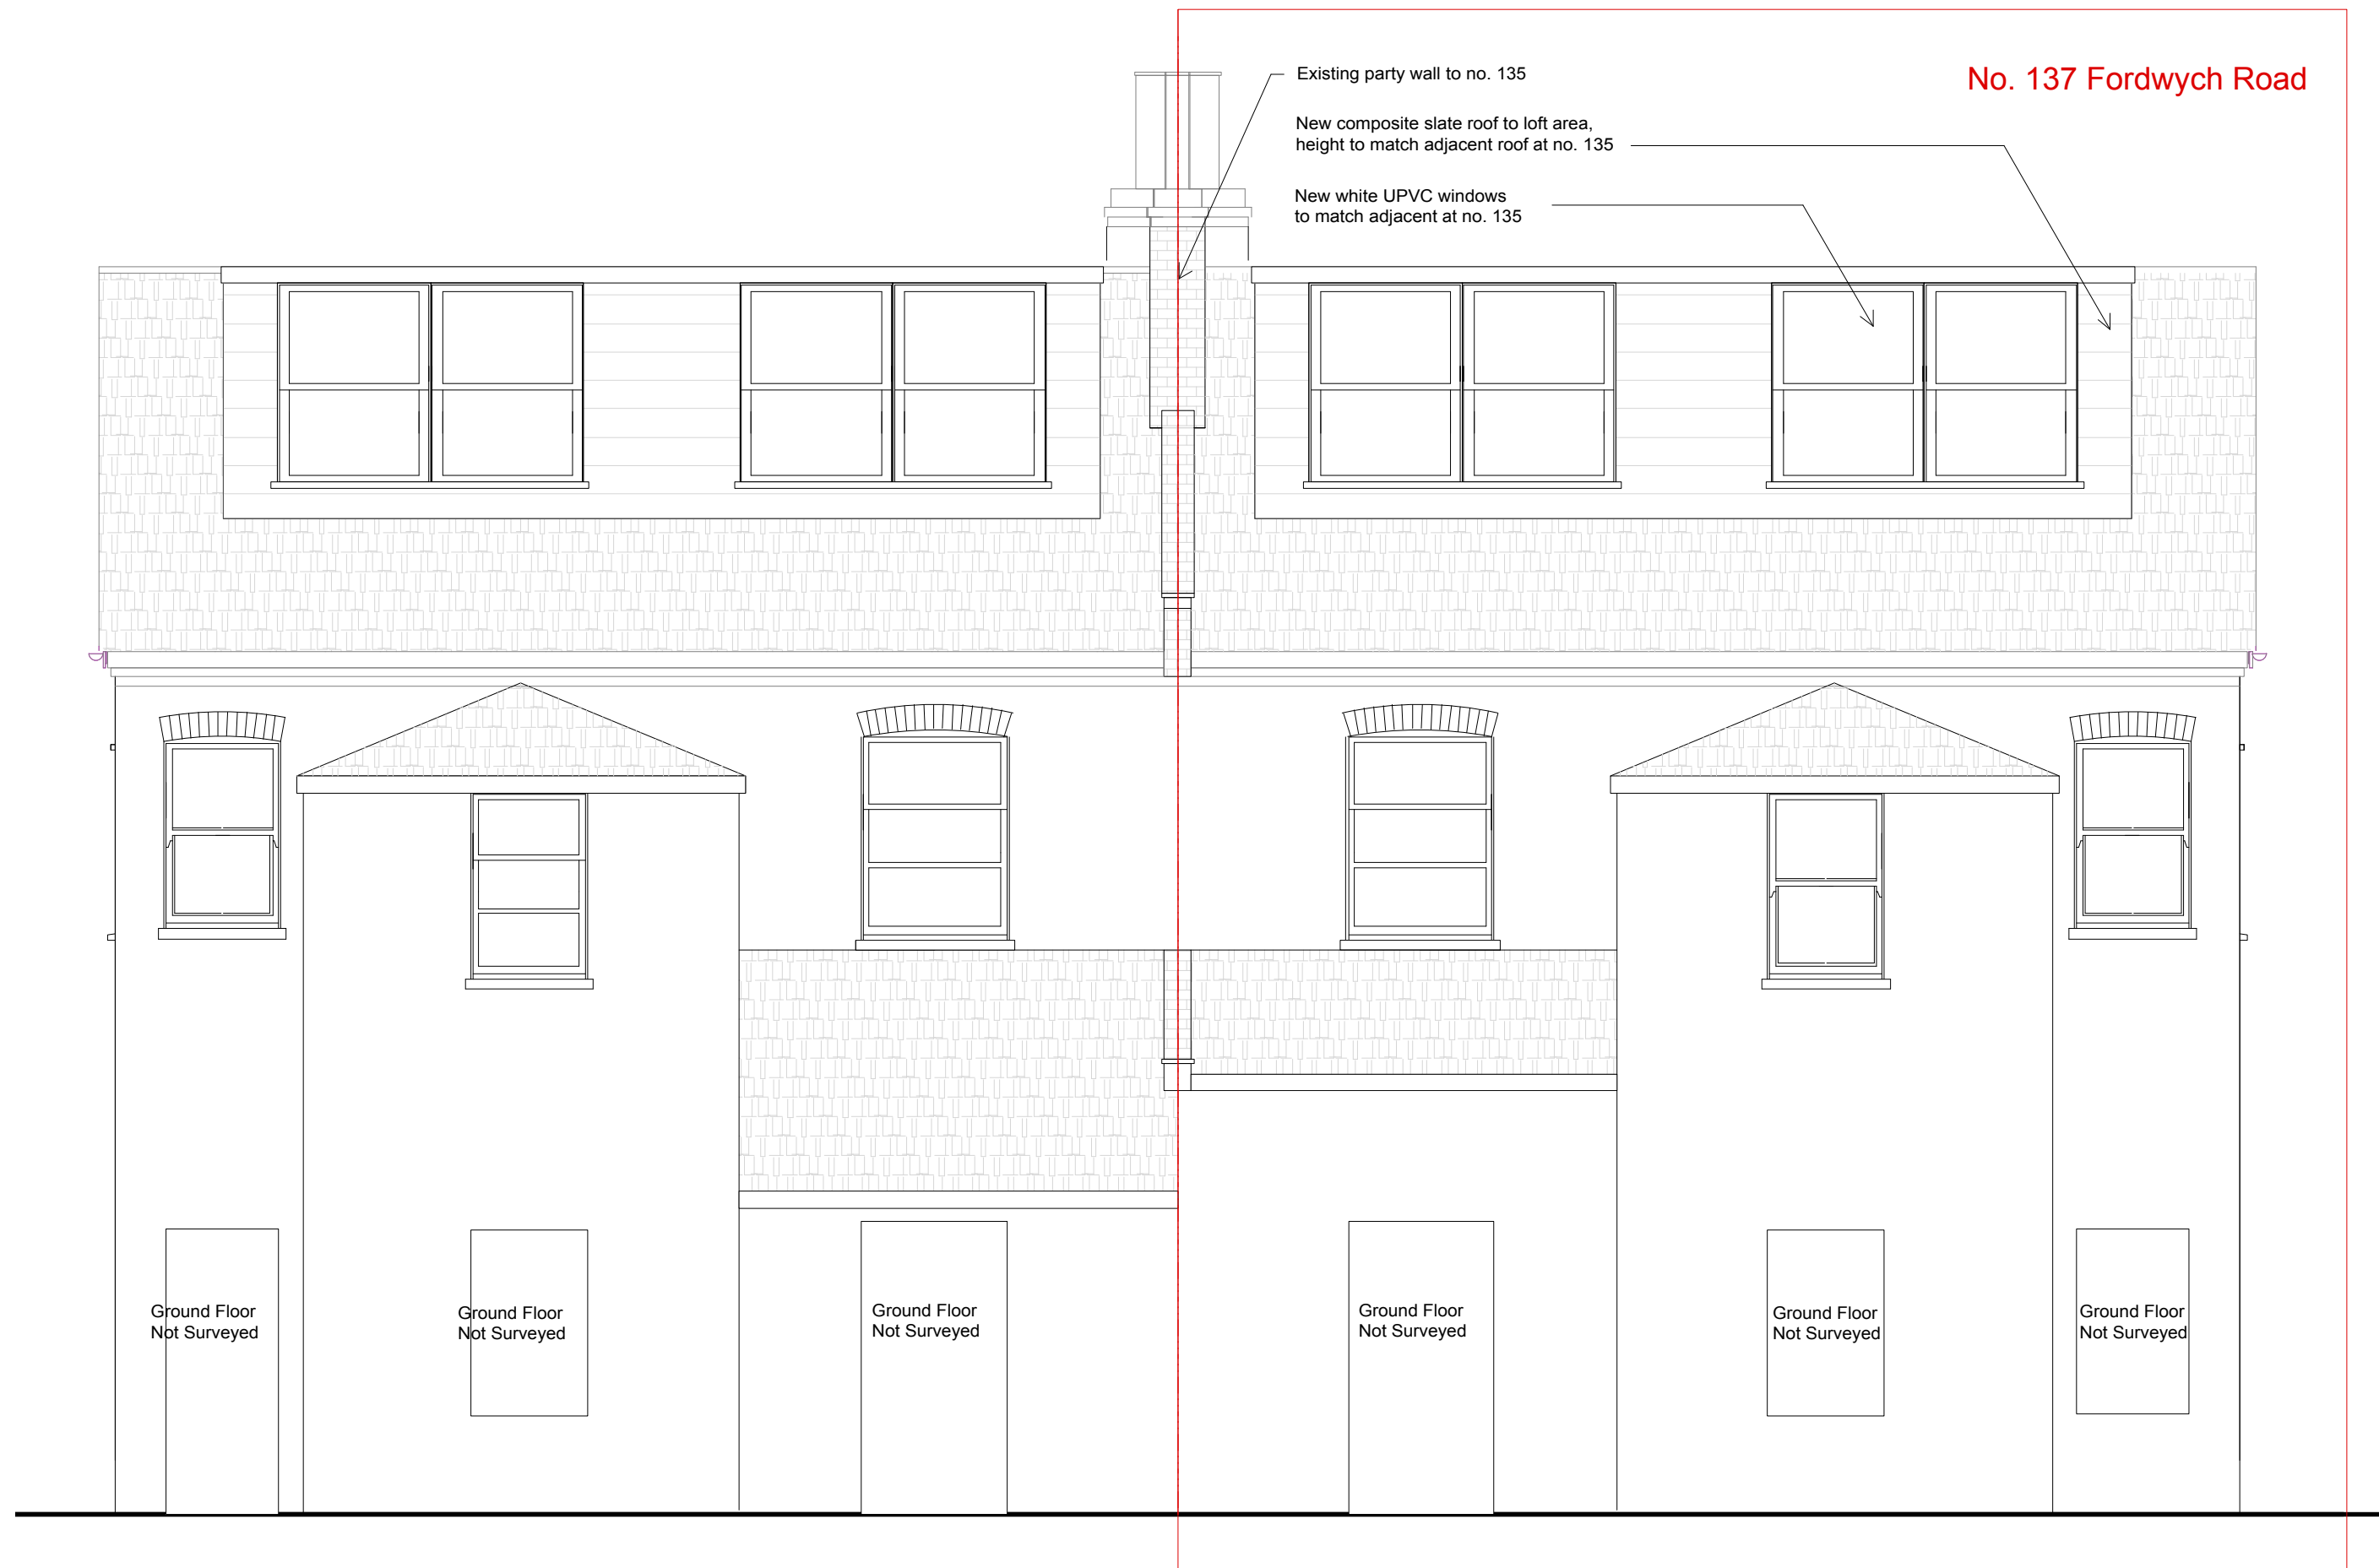 Existing party wall to no. 135
No. 137 Fordwych Road
New composite slate roof to loft area,
height to match adjacent roof at no. 135
New white UPVC windows
to match adjacent at no. 135
Ground Floor
Not Surveyed
Ground Floor
Not Surveyed
Ground Floor
Not Surveyed
Ground Floor
Not Surveyed
Ground Floor
Not Surveyed
Ground Floor
Not Surveyed